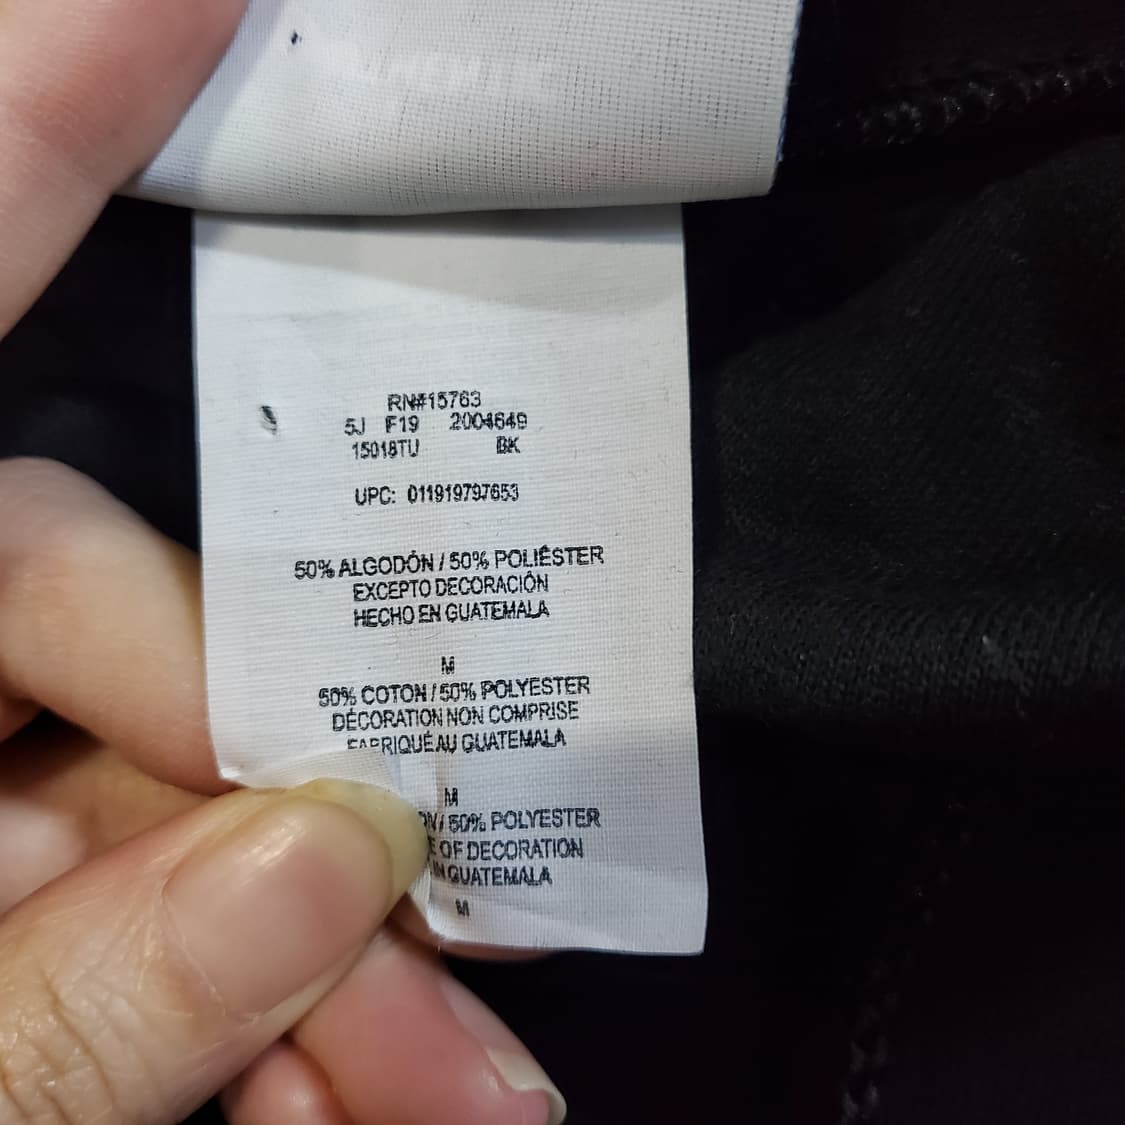 RN#15763
5J F19 2004649
15018TU BK
UPC: 011919797653
50% ALGODÓN / 50% POLIÉSTER
EXCEPTO DECORACIÓN
HECHO EN GUATEMALA
M
50% COTON / 50% POLYESTER
DÉCORATION NON COMPRISE
FABRIQUÉ AU GUATEMALA
M
/ 50% POLYESTER
OF DECORATION
GUATEMALA
M